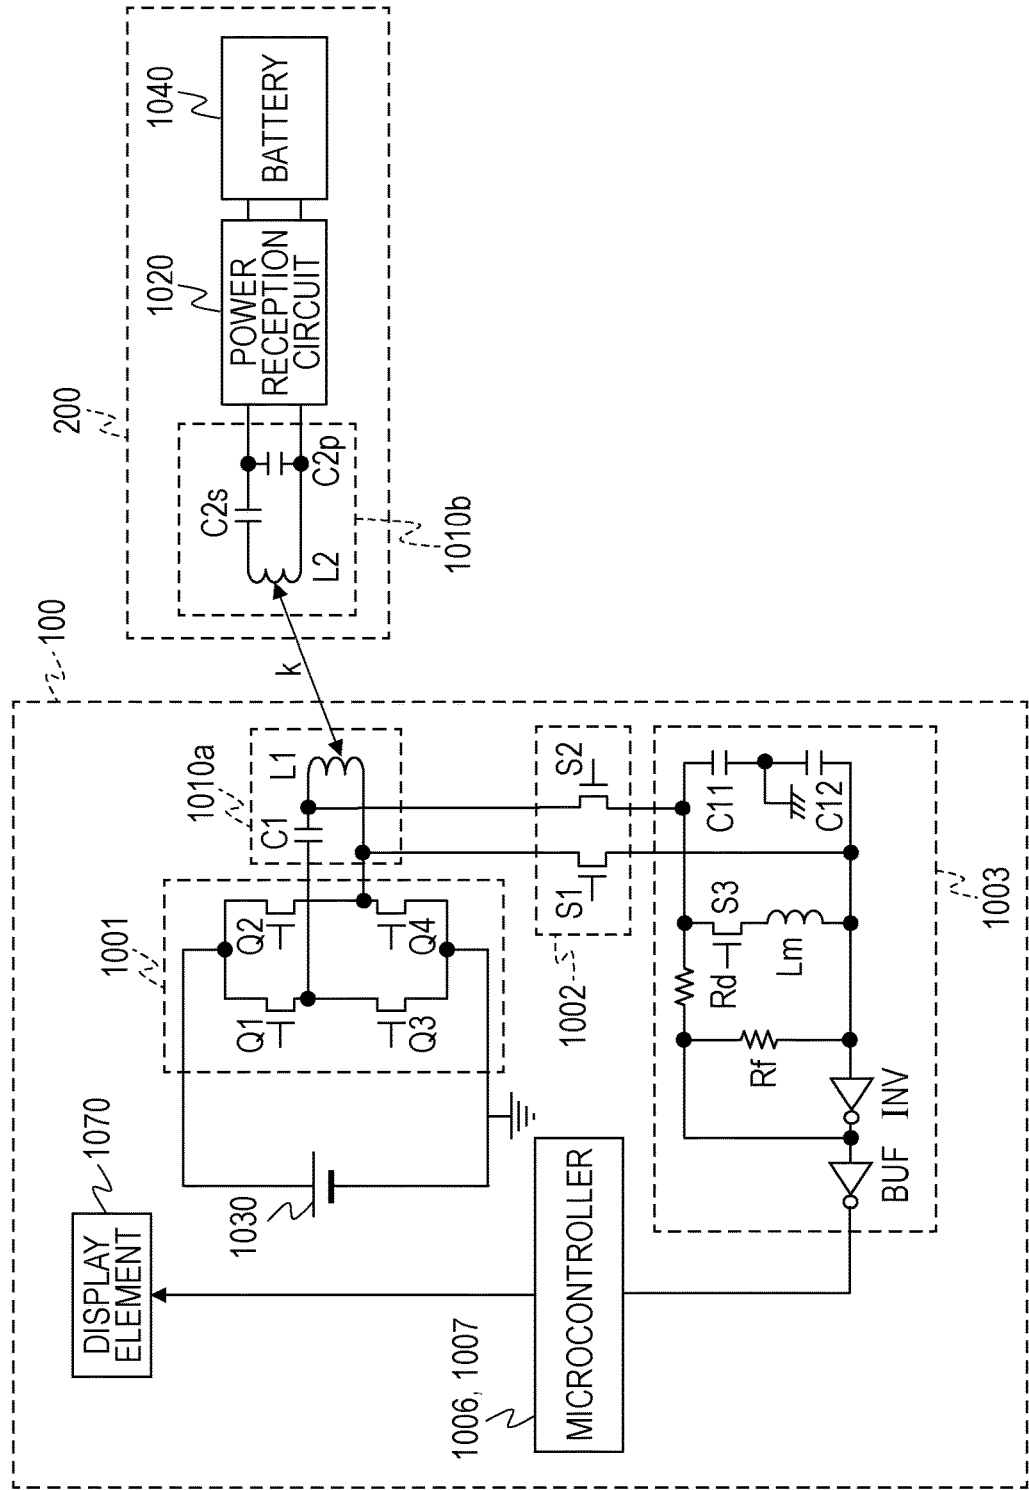 100
200
1070
DISPLAY
ELEMENT
1030
1001
Q1
Q2
Q3
Q4
1010a
C1
L1
k
1010b
L2
C2s
C2p
1020
POWER
RECEPTION
CIRCUIT
1040
BATTERY
1006, 1007
MICROCONTROLLER
1002
S1
S2
1003
BUF
INV
Rf
Rd
S3
Lm
C11
C12